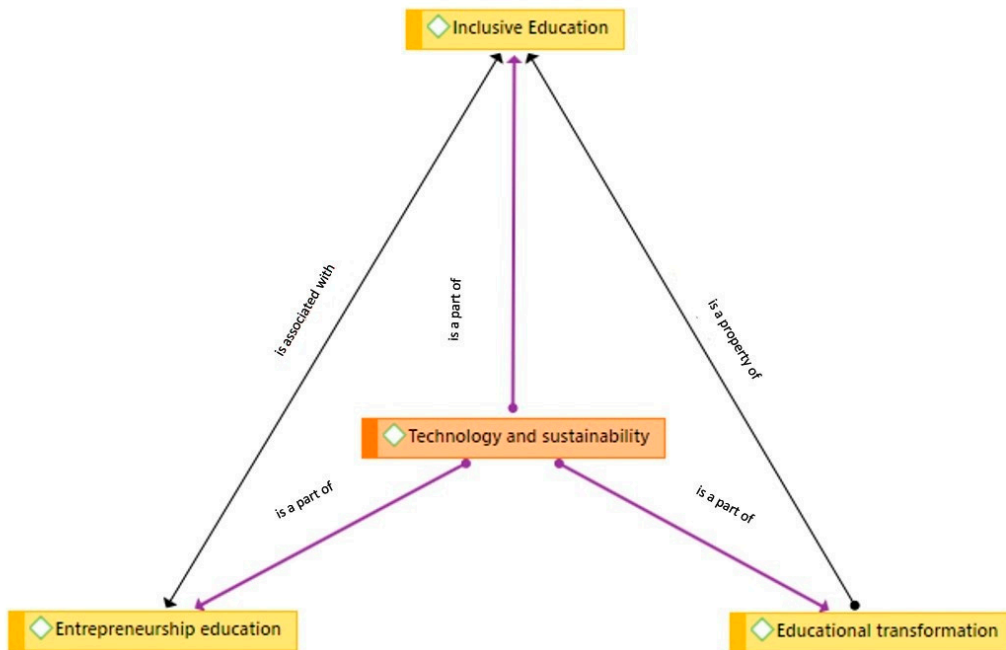 Inclusive Education
is associated with
is a part of
is a property of
Technology and sustainability
is a part of
is a part of
Entrepreneurship education
Educational transformation